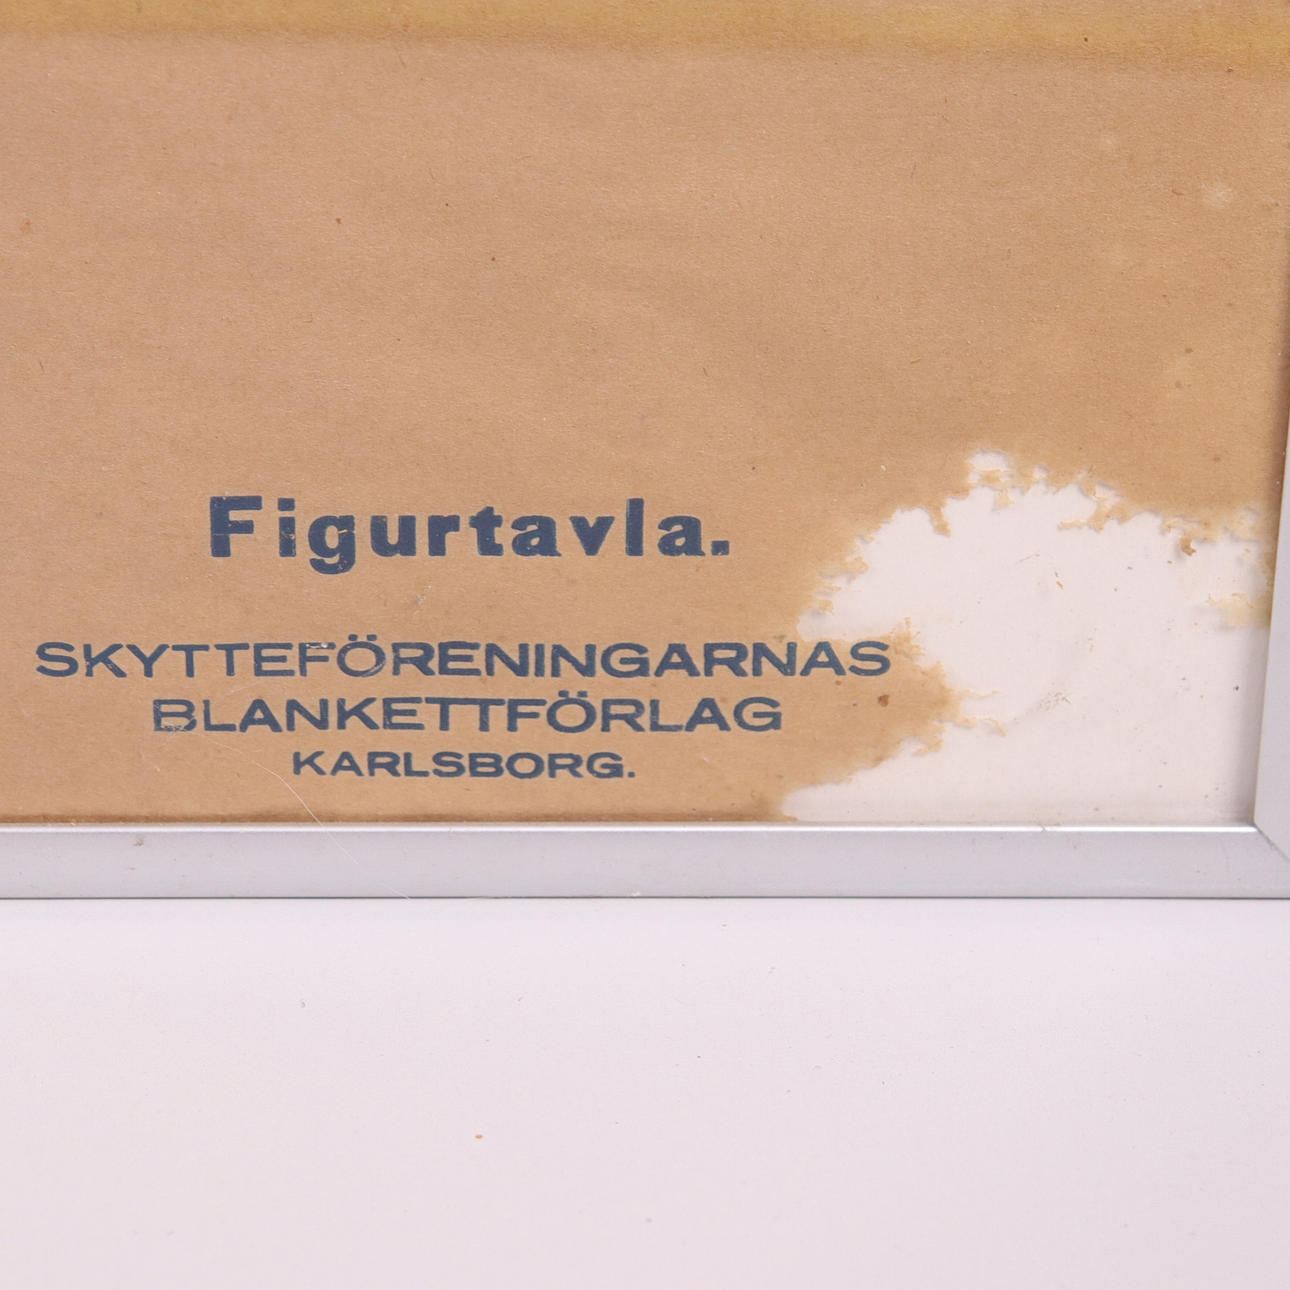 Figurtavla.
SKYTTEFÖRENINGARNAS
BLANKETTFÖRLAG
KARLSBORG.